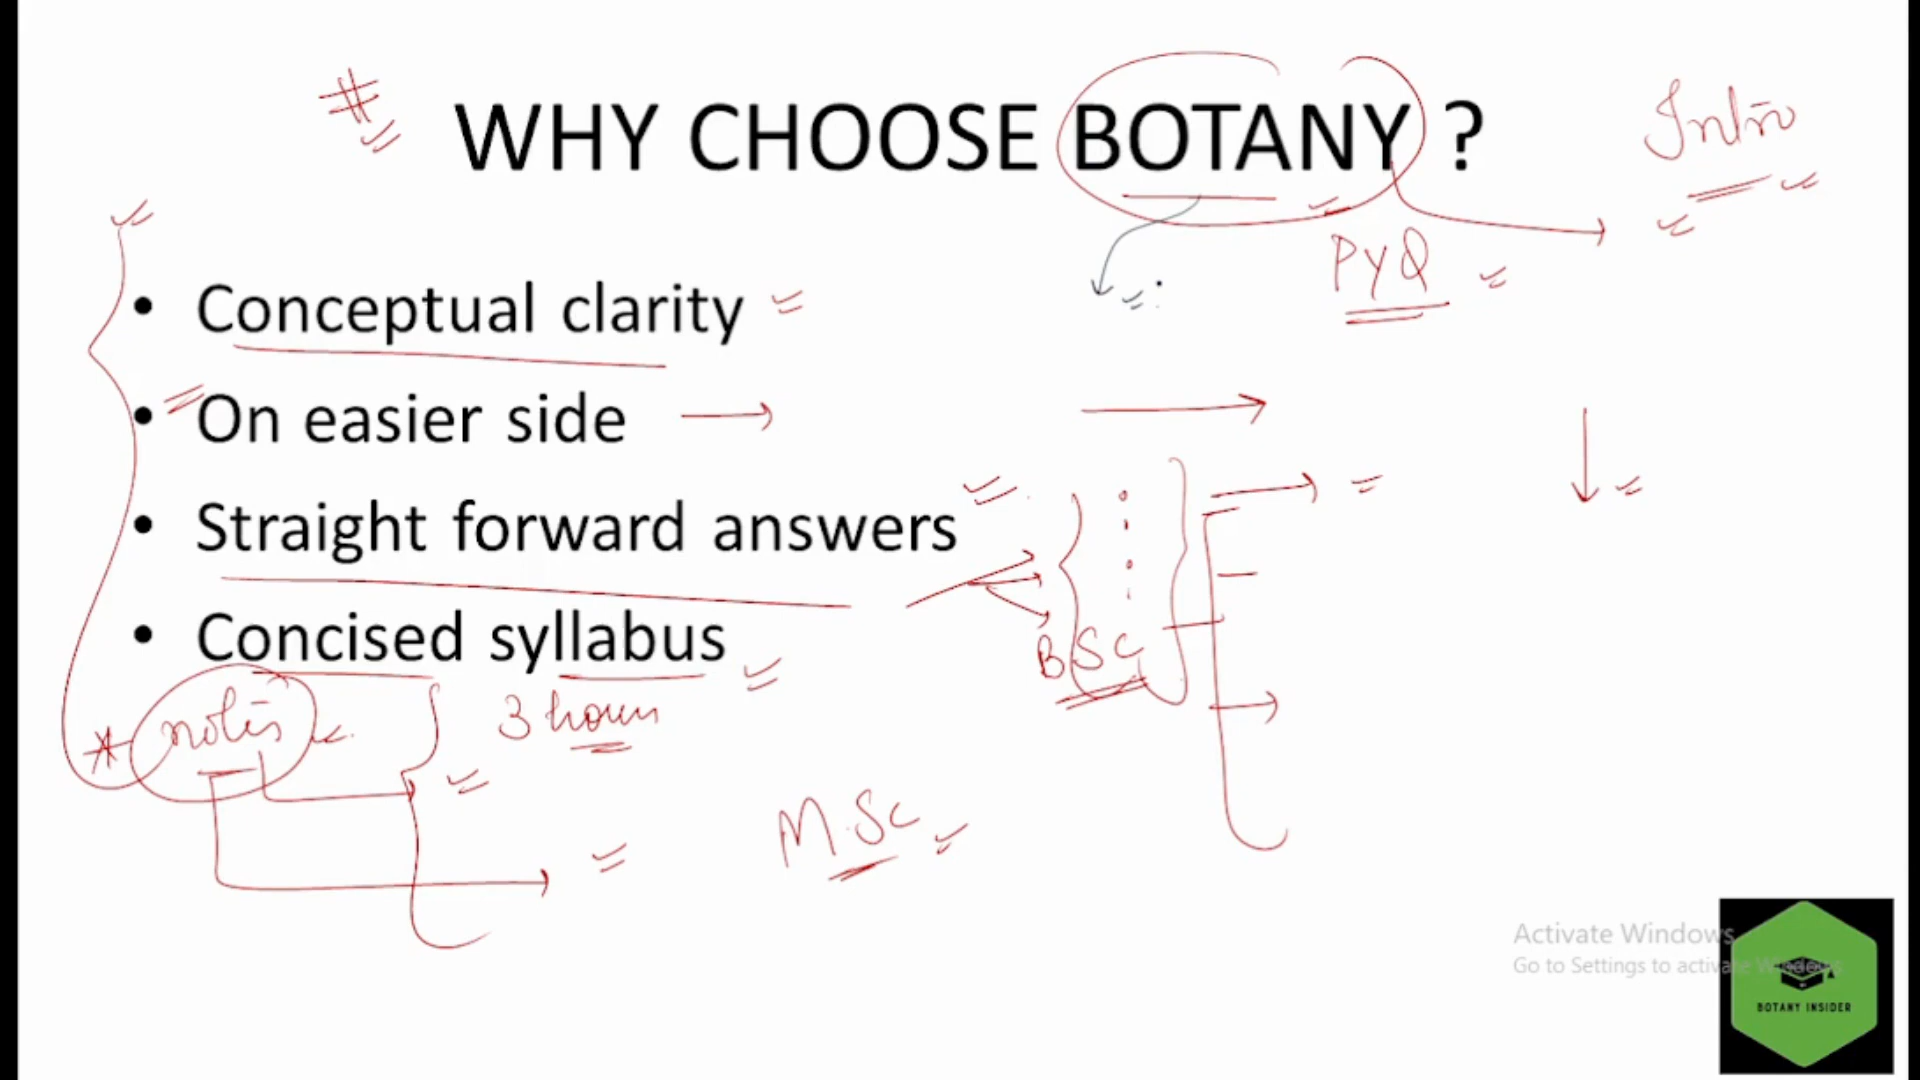 #
WHY CHOOSE BOTANY ?
Intro
PYQ
• Conceptual clarity
• On easier side
• Straight forward answers
• Concised syllabus
BSC
* notes
3 hours
M.Sc
Activate Windows
Go to Settings to activate Windows
BOTANY INSIDER